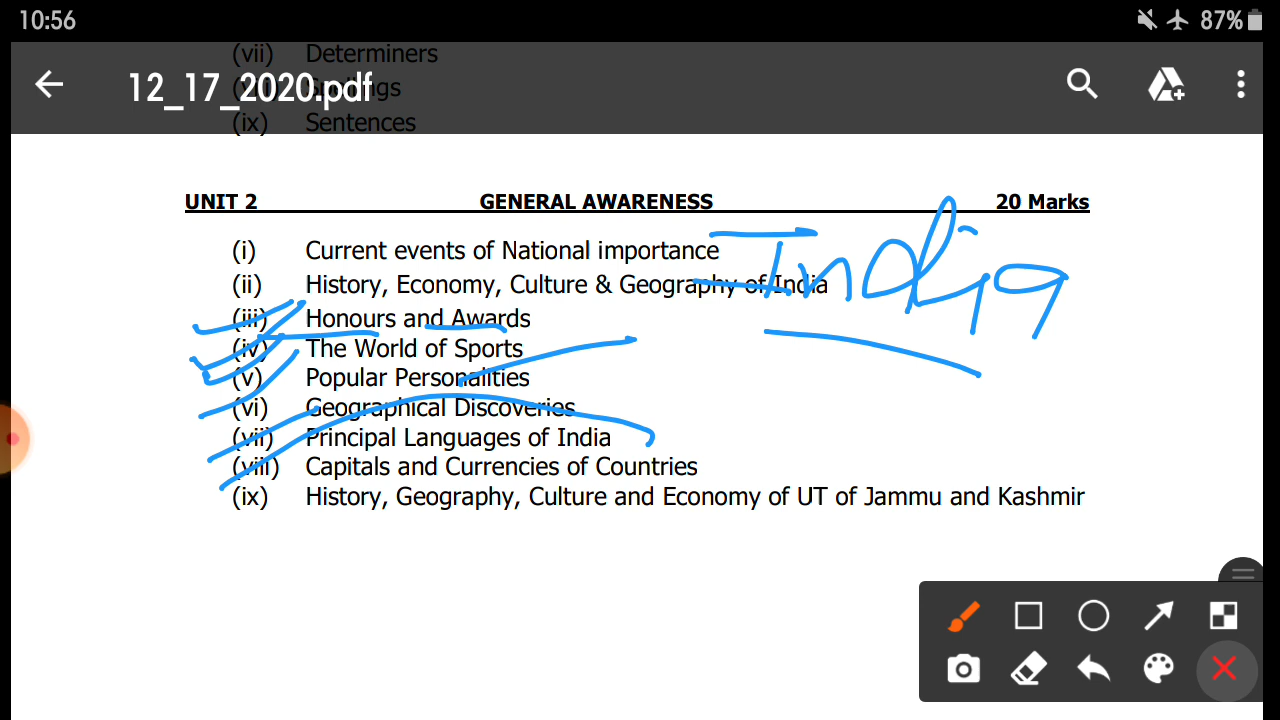 10:56 87%
(vii) Determiners
12_17_2020.pdf
(ix) Sentences
UNIT 2 GENERAL AWARENESS 20 Marks
(i) Current events of National importance
(ii) History, Economy, Culture & Geography of India
India
(iii) Honours and Awards
(iv) The World of Sports
(v) Popular Personalities
(vi) Geographical Discoveries
(vii) Principal Languages of India
(viii) Capitals and Currencies of Countries
(ix) History, Geography, Culture and Economy of UT of Jammu and Kashmir